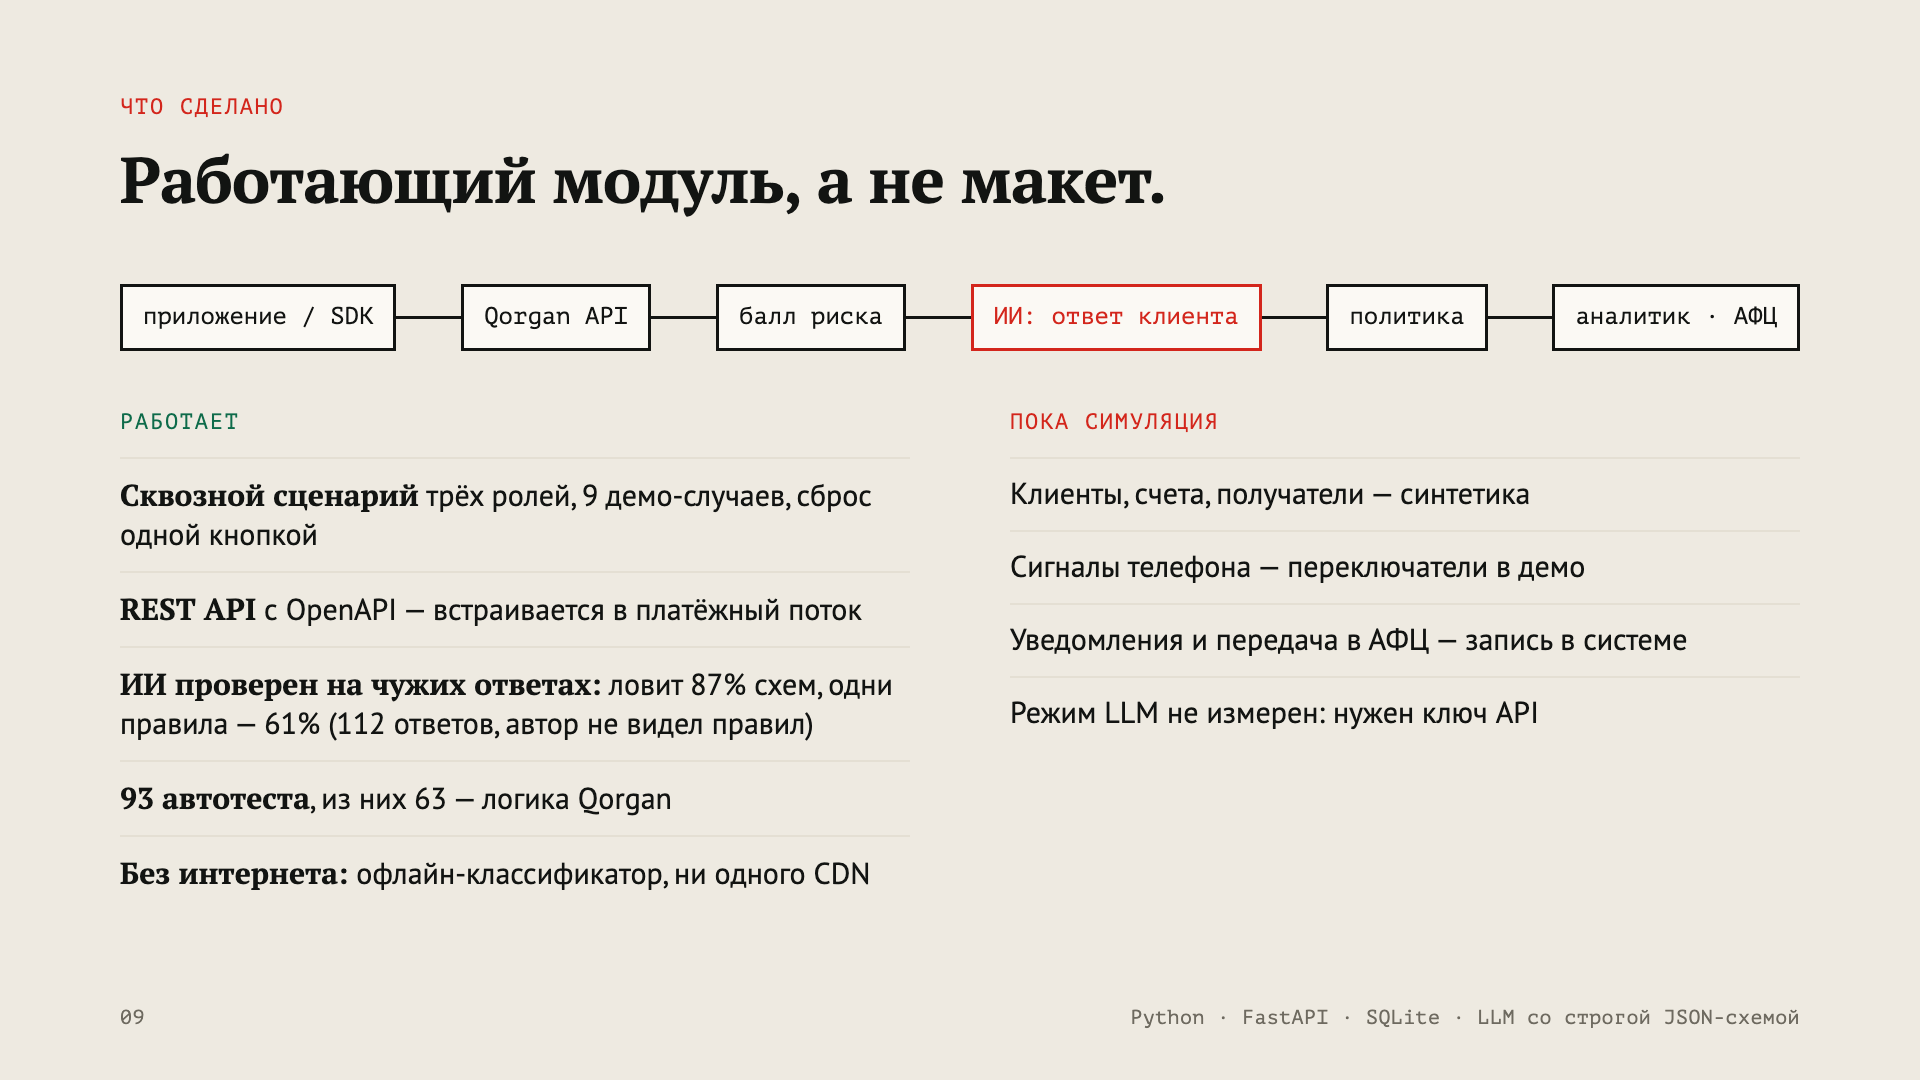 ЧТО СДЕЛАНО
Работающий модуль, а не макет.
приложение / SDK
Qorgan API
балл риска
ИИ: ответ клиента
политика
аналитик · АФЦ
РАБОТАЕТ
Сквозной сценарий трёх ролей, 9 демо-случаев, сброс
одной кнопкой
REST API с OpenAPI — встраивается в платёжный поток
ИИ проверен на чужих ответах: ловит 87% схем, одни
правила — 61% (112 ответов, автор не видел правил)
93 автотеста, из них 63 — логика Qorgan
Без интернета: офлайн-классификатор, ни одного CDN
ПОКА СИМУЛЯЦИЯ
Клиенты, счета, получатели — синтетика
Сигналы телефона — переключатели в демо
Уведомления и передача в АФЦ — запись в системе
Режим LLM не измерен: нужен ключ API
09
Python · FastAPI · SQLite · LLM со строгой JSON-схемой